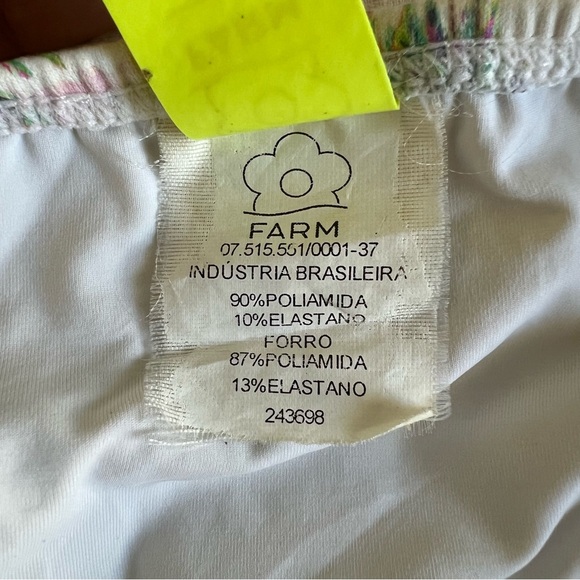 FARM
07.515.551/0001-37
INDÚSTRIA BRASILEIRA
90%POLIAMIDA
10%ELASTANO
FORRO
87%POLIAMIDA
13%ELASTANO
243698